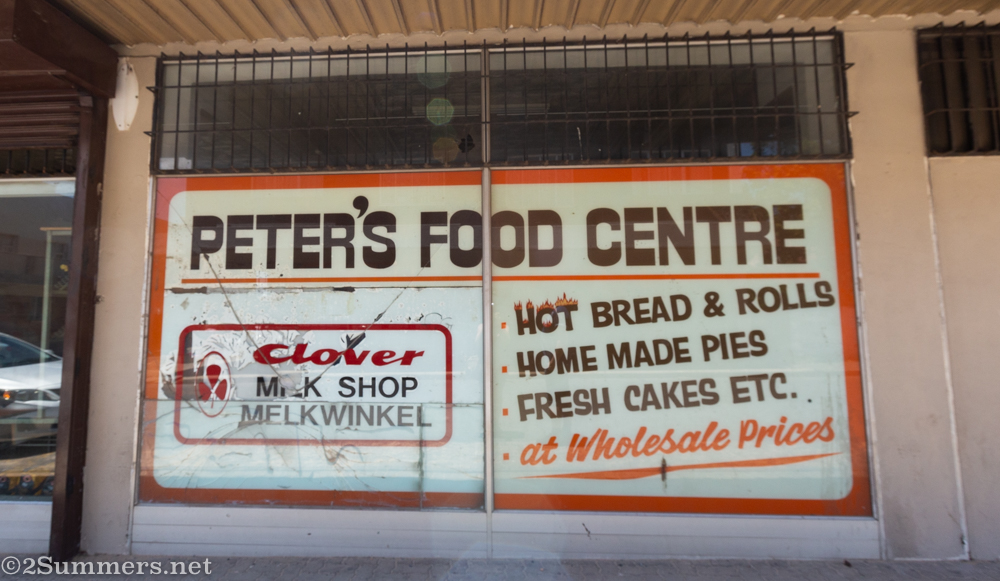 PETER'S FOOD CENTRE
Clover
M LK SHOP
MELKWINKEL
· HOT BREAD & ROLLS
· HOME MADE PIES
· FRESH CAKES ETC.
· at Wholesale Prices
©2Summers.net